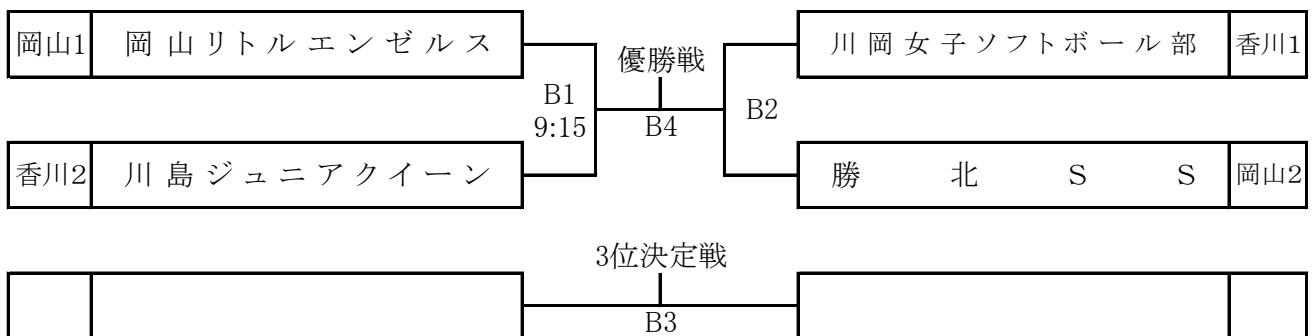 岡山1 岡山リトルエンゼルス
川岡女子ソフトボール部 香川1
優勝戦
B1
9:15
B4
B2
香川2 川島ジュニアクイーン
勝北SS 岡山2
3位決定戦
B3